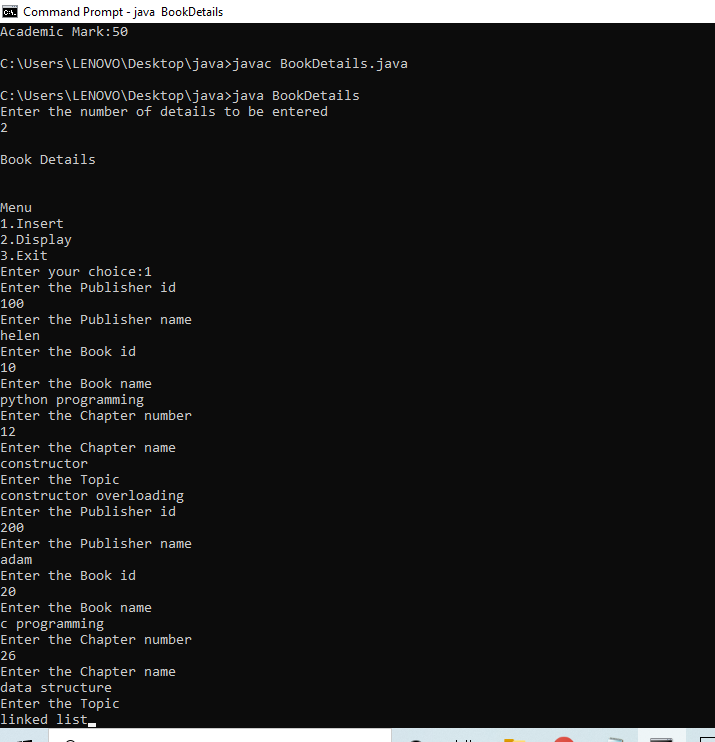 Command Prompt - java  BookDetails
Academic Mark:50
C:\Users\LENOVO\Desktop\java>javac BookDetails.java
C:\Users\LENOVO\Desktop\java>java BookDetails
Enter the number of details to be entered
2
Book Details
Menu
1.Insert
2.Display
3.Exit
Enter your choice:1
Enter the Publisher id
100
Enter the Publisher name
helen
Enter the Book id
10
Enter the Book name
python programming
Enter the Chapter number
12
Enter the Chapter name
constructor
Enter the Topic
constructor overloading
Enter the Publisher id
200
Enter the Publisher name
adam
Enter the Book id
20
Enter the Book name
c programming
Enter the Chapter number
26
Enter the Chapter name
data structure
Enter the Topic
linked list